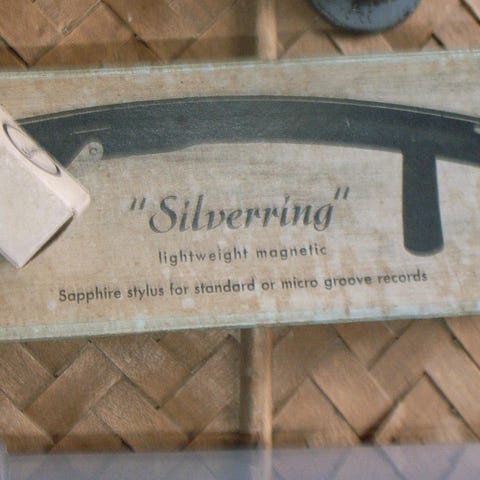 "Silverring"
lightweight magnetic
Sapphire stylus for standard or micro groove records